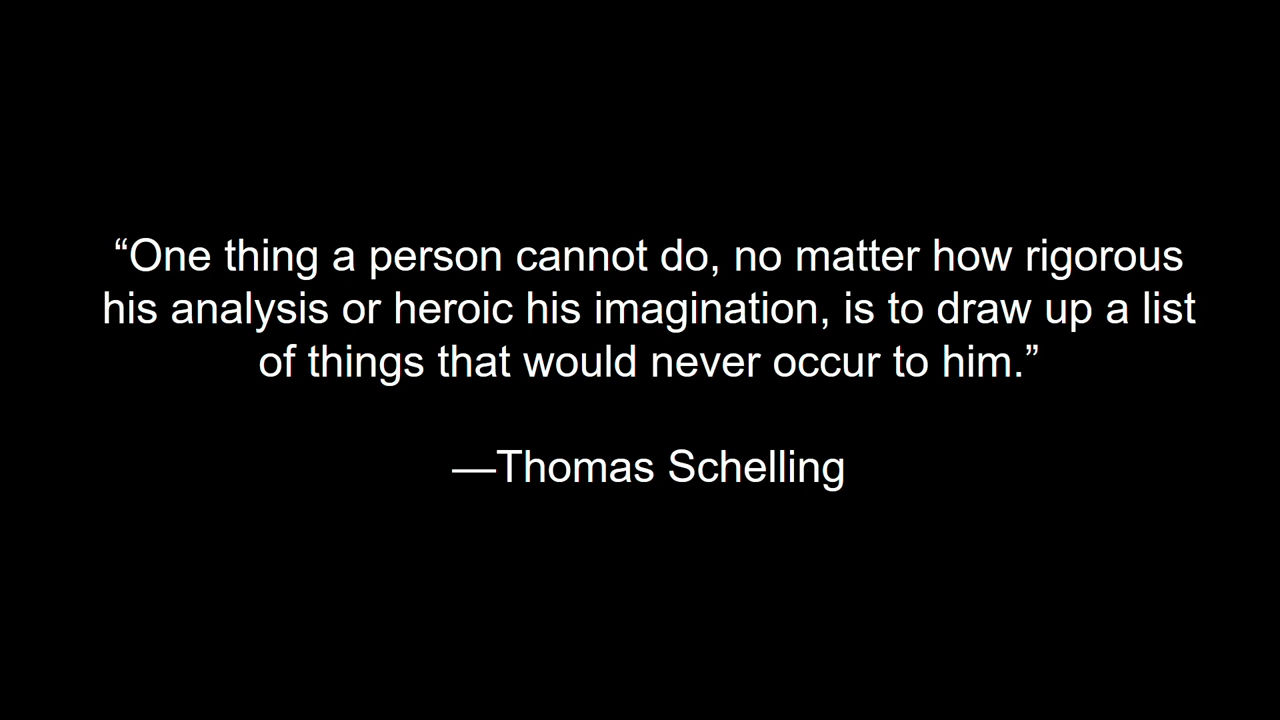 “One thing a person cannot do, no matter how rigorous
his analysis or heroic his imagination, is to draw up a list
of things that would never occur to him.”
—Thomas Schelling